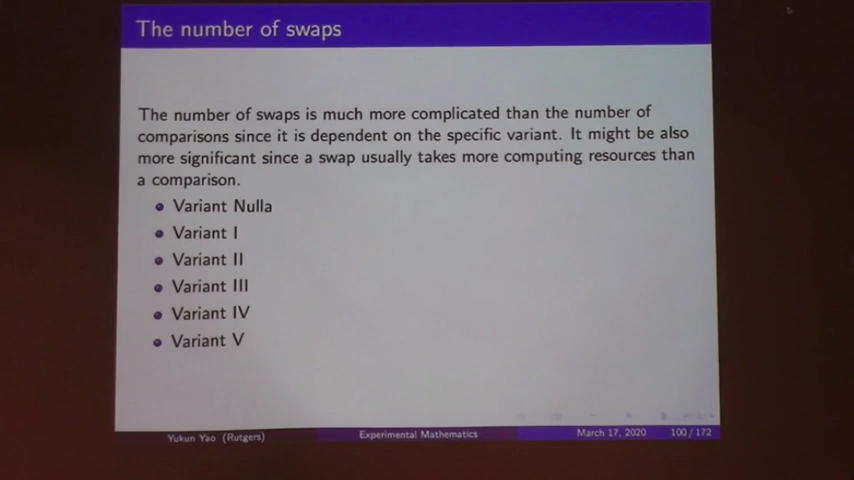 The number of swaps
The number of swaps is much more complicated than the number of
comparisons since it is dependent on the specific variant. It might be also
more significant since a swap usually takes more computing resources than
a comparison.
Variant Nulla
Variant I
Variant II
Variant III
Variant IV
Variant V
Yukun Yao (Rutgers) Experimental Mathematics March 17, 2020 100 / 172